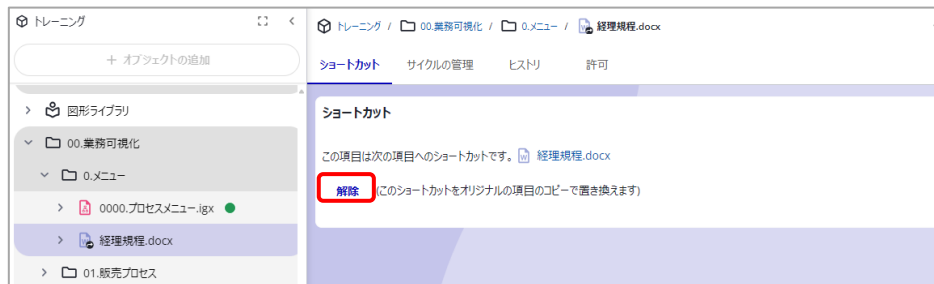 トレーニング
＋ オブジェクトの追加
図形ライブラリ
00.業務可視化
0.メニュー
0000.プロセスメニュー.igx
経理規程.docx
01.販売プロセス
トレーニング / 00.業務可視化 / 0.メニュー / 経理規程.docx
ショートカット サイクルの管理 ヒストリ 許可
ショートカット
この項目は次の項目へのショートカットです。 経理規程.docx
解除 (このショートカットをオリジナルの項目のコピーで置き換えます)